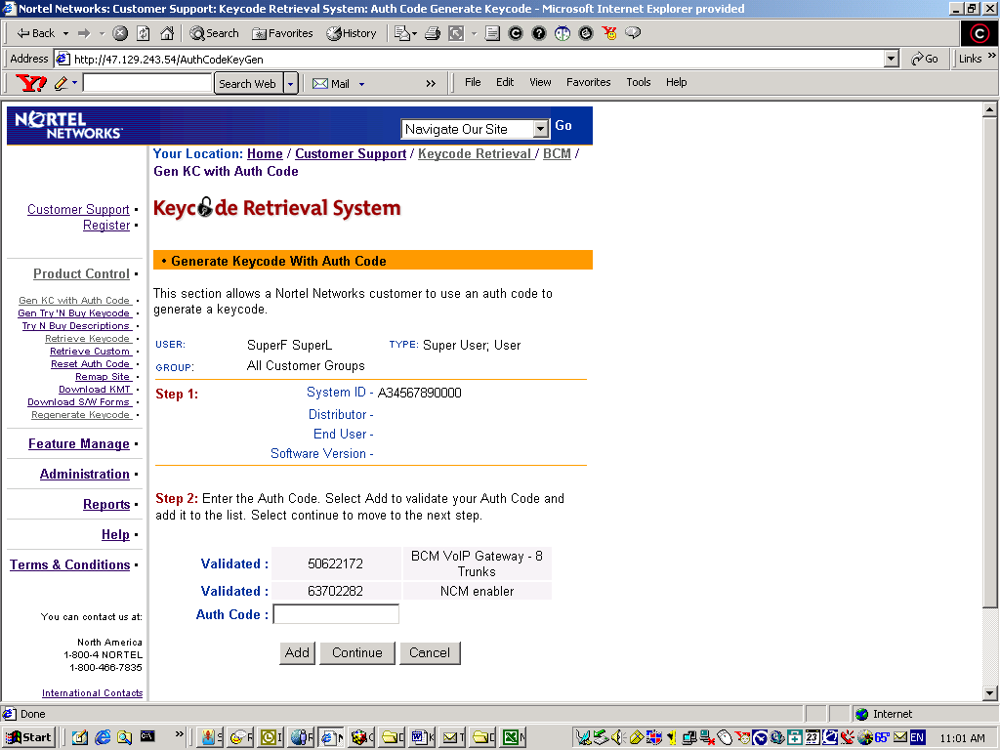 Nortel Networks: Customer Support: Keycode Retrieval System: Auth Code Generate Keycode - Microsoft Internet Explorer provided
Back Search Favorites History
Address http://47.129.243.54/AuthCodeKeyGen Go Links »
Y! Search Web Mail » File Edit View Favorites Tools Help
NORTEL NETWORKS
Navigate Our Site Go
Your Location: Home / Customer Support / Keycode Retrieval / BCM /
Gen KC with Auth Code
Keycode Retrieval System
Customer Support •
Register •
Product Control •
Gen KC with Auth Code •
Gen Try 'N Buy Keycode •
Try N Buy Descriptions •
Retrieve Keycode •
Retrieve Custom •
Reset Auth Code •
Remap Site •
Download KMT •
Download S/W Forms •
Regenerate Keycode •
Feature Manage •
Administration •
Reports •
Help •
Terms & Conditions •
You can contact us at:
North America
1-800-4 NORTEL
1-800-466-7835
International Contacts
• Generate Keycode With Auth Code
This section allows a Nortel Networks customer to use an auth code to
generate a keycode.
USER: SuperF SuperL TYPE: Super User; User
GROUP: All Customer Groups
Step 1: System ID - A34567890000
Distributor -
End User -
Software Version -
Step 2: Enter the Auth Code. Select Add to validate your Auth Code and
add it to the list. Select continue to move to the next step.
Validated : 50622172 BCM VoIP Gateway - 8
Trunks
Validated : 63702282 NCM enabler
Auth Code :
Add Continue Cancel
Done Internet
Start » 23 65° EN 11:01 AM